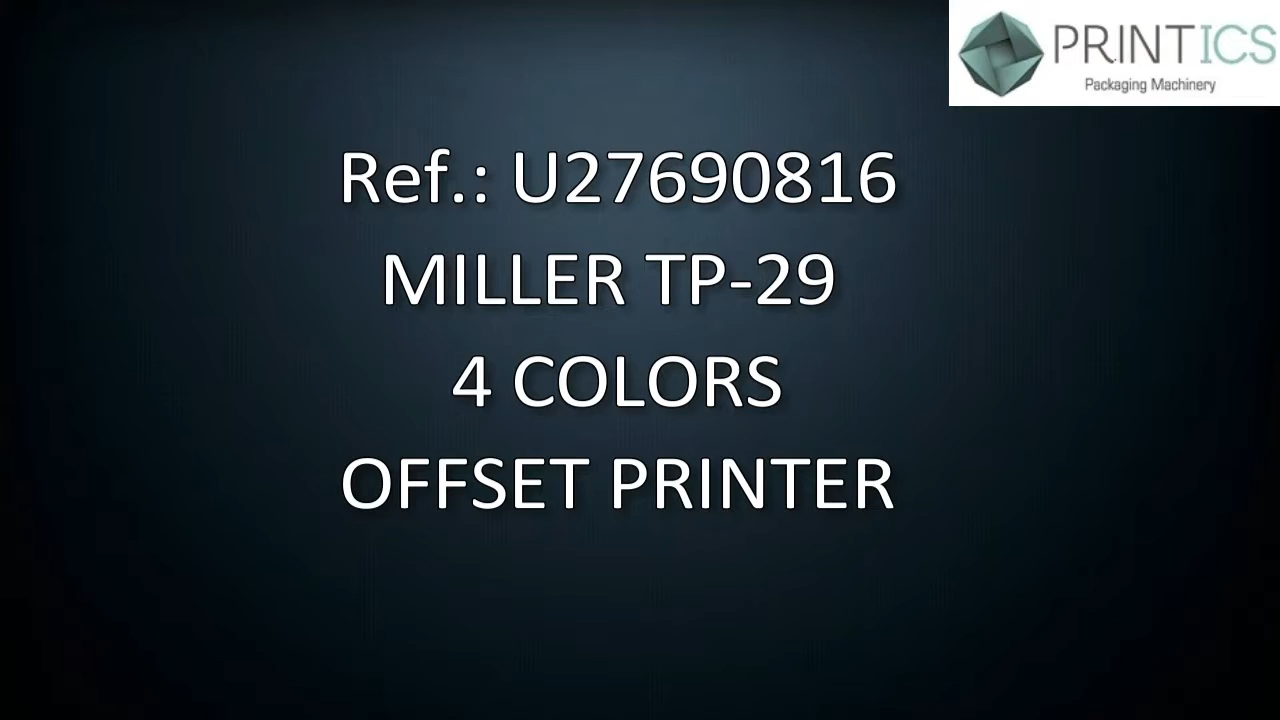 PRINTICS
Packaging Machinery
Ref.: U27690816
MILLER TP-29
4 COLORS
OFFSET PRINTER